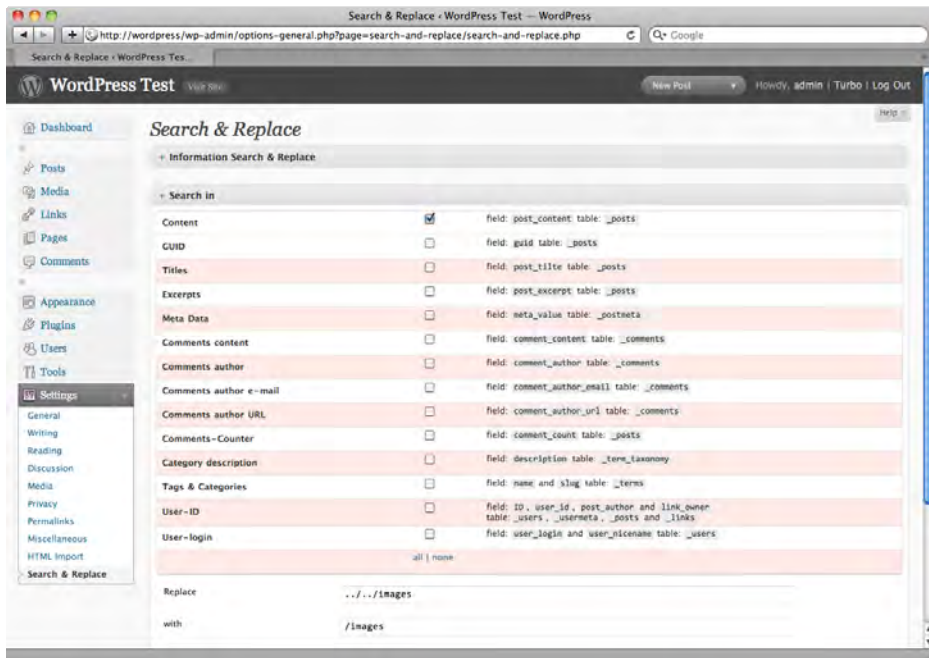 Search & Replace ‹ WordPress Test — WordPress
http://wordpress/wp-admin/options-general.php?page=search-and-replace/search-and-replace.php
Google
Search & Replace ‹ WordPress Tes...
WordPress Test Visit Site New Post Howdy, admin | Turbo | Log Out
Help
Dashboard
Posts
Media
Links
Pages
Comments
Appearance
Plugins
Users
Tools
Settings
General
Writing
Reading
Discussion
Media
Privacy
Permalinks
Miscellaneous
HTML Import
Search & Replace
Search & Replace
+ Information Search & Replace
+ Search in
Content field: post_content table: _posts
GUID field: guid table: _posts
Titles field: post_tilte table: _posts
Excerpts field: post_excerpt table: _posts
Meta Data field: meta_value table: _postmeta
Comments content field: comment_content table: _comments
Comments author field: comment_author table: _comments
Comments author e-mail field: comment_author_email table: _comments
Comments author URL field: comment_author_url table: _comments
Comments-Counter field: comment_count table: _posts
Category description field: description table: _term_taxonomy
Tags & Categories field: name and slug table: _terms
User-ID field: ID, user_id, post_author and link_owner
table: _users, _usermeta, _posts and _links
User-login field: user_login and user_nicename table: _users
all | none
Replace ../../images
with /images